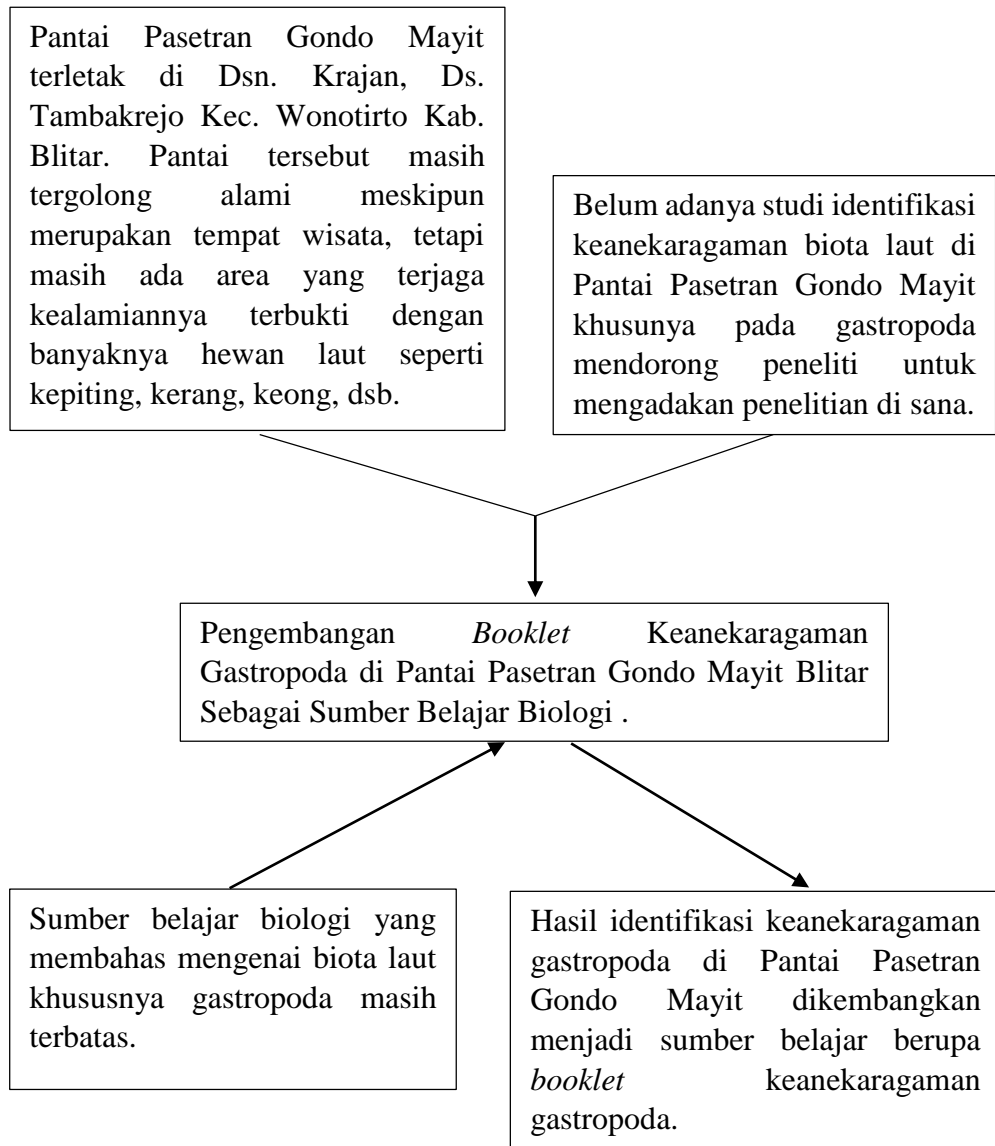 Pantai Pasetran Gondo Mayit
terletak di Dsn. Krajan, Ds.
Tambakrejo Kec. Wonotirto Kab.
Blitar. Pantai tersebut masih
tergolong alami meskipun
merupakan tempat wisata, tetapi
masih ada area yang terjaga
kealamiannya terbukti dengan
banyaknya hewan laut seperti
kepiting, kerang, keong, dsb.
Belum adanya studi identifikasi
keanekaragaman biota laut di
Pantai Pasetran Gondo Mayit
khusunya pada gastropoda
mendorong peneliti untuk
mengadakan penelitian di sana.
Pengembangan Booklet Keanekaragaman
Gastropoda di Pantai Pasetran Gondo Mayit Blitar
Sebagai Sumber Belajar Biologi .
Sumber belajar biologi yang
membahas mengenai biota laut
khususnya gastropoda masih
terbatas.
Hasil identifikasi keanekaragaman
gastropoda di Pantai Pasetran
Gondo Mayit dikembangkan
menjadi sumber belajar berupa
booklet keanekaragaman
gastropoda.